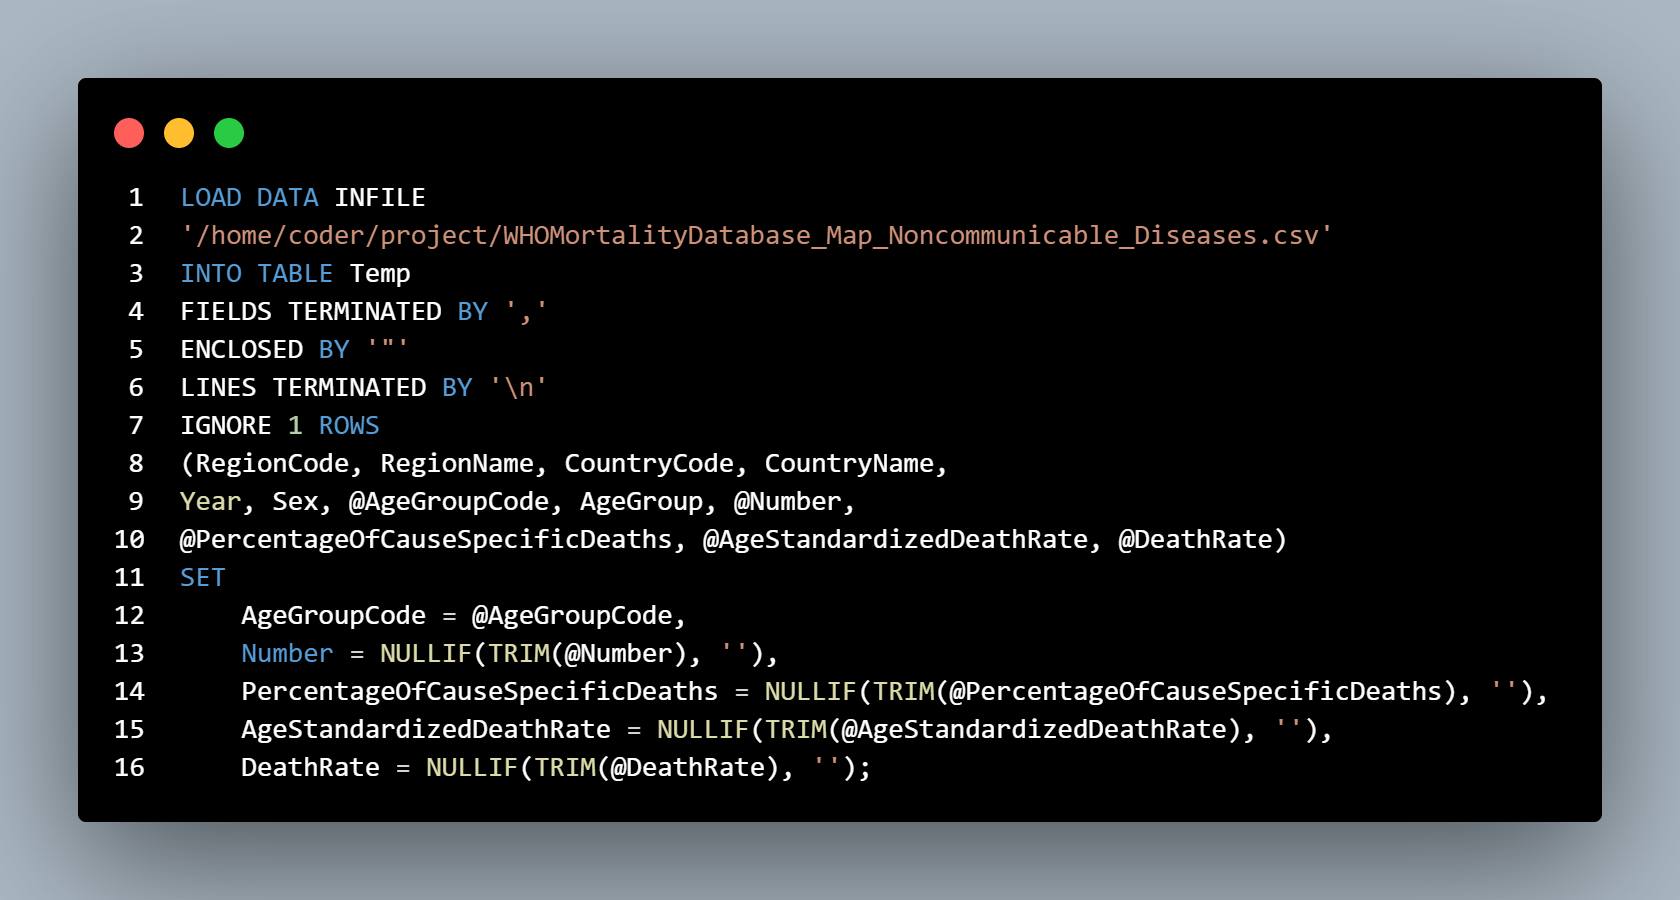 1 LOAD DATA INFILE
2 '/home/coder/project/WHOMortalityDatabase_Map_Noncommunicable_Diseases.csv'
3 INTO TABLE Temp
4 FIELDS TERMINATED BY ','
5 ENCLOSED BY '"'
6 LINES TERMINATED BY '\n'
7 IGNORE 1 ROWS
8 (RegionCode, RegionName, CountryCode, CountryName,
9 Year, Sex, @AgeGroupCode, AgeGroup, @Number,
10 @PercentageOfCauseSpecificDeaths, @AgeStandardizedDeathRate, @DeathRate)
11 SET
12     AgeGroupCode = @AgeGroupCode,
13     Number = NULLIF(TRIM(@Number), ''),
14     PercentageOfCauseSpecificDeaths = NULLIF(TRIM(@PercentageOfCauseSpecificDeaths), ''),
15     AgeStandardizedDeathRate = NULLIF(TRIM(@AgeStandardizedDeathRate), ''),
16     DeathRate = NULLIF(TRIM(@DeathRate), '');